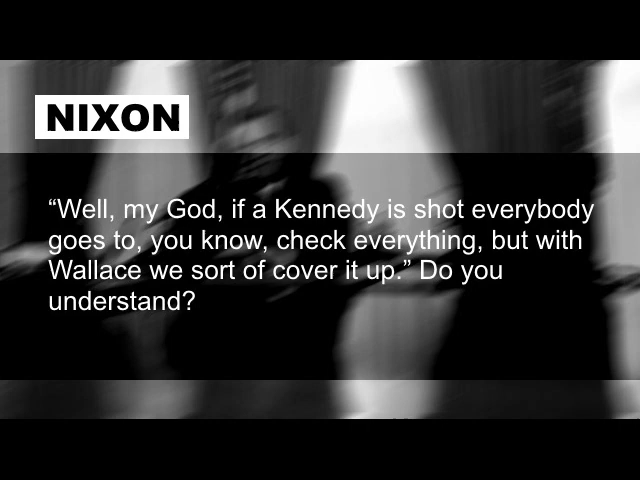 NIXON
“Well, my God, if a Kennedy is shot everybody
goes to, you know, check everything, but with
Wallace we sort of cover it up.” Do you
understand?